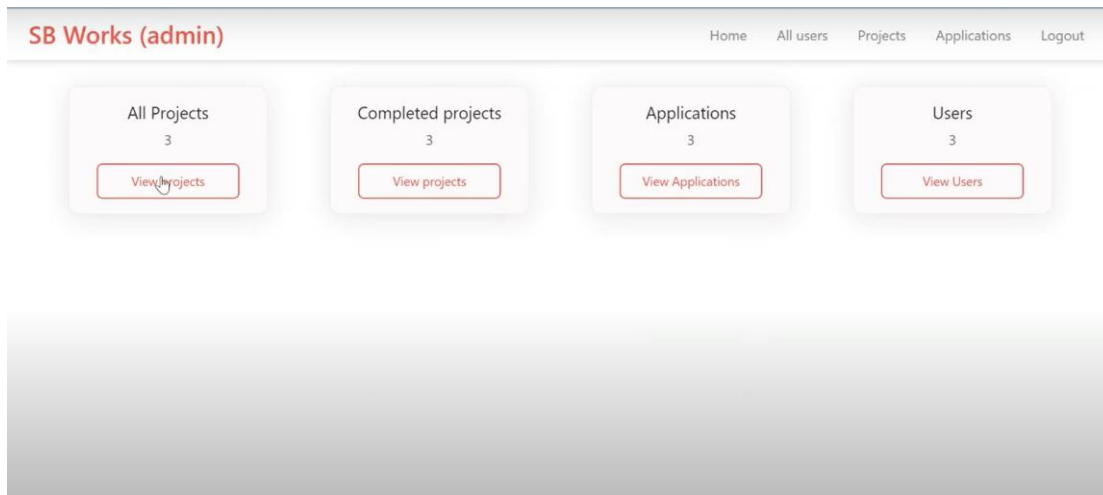 SB Works (admin)
Home All users Projects Applications Logout
All Projects
3
View projects
Completed projects
3
View projects
Applications
3
View Applications
Users
3
View Users